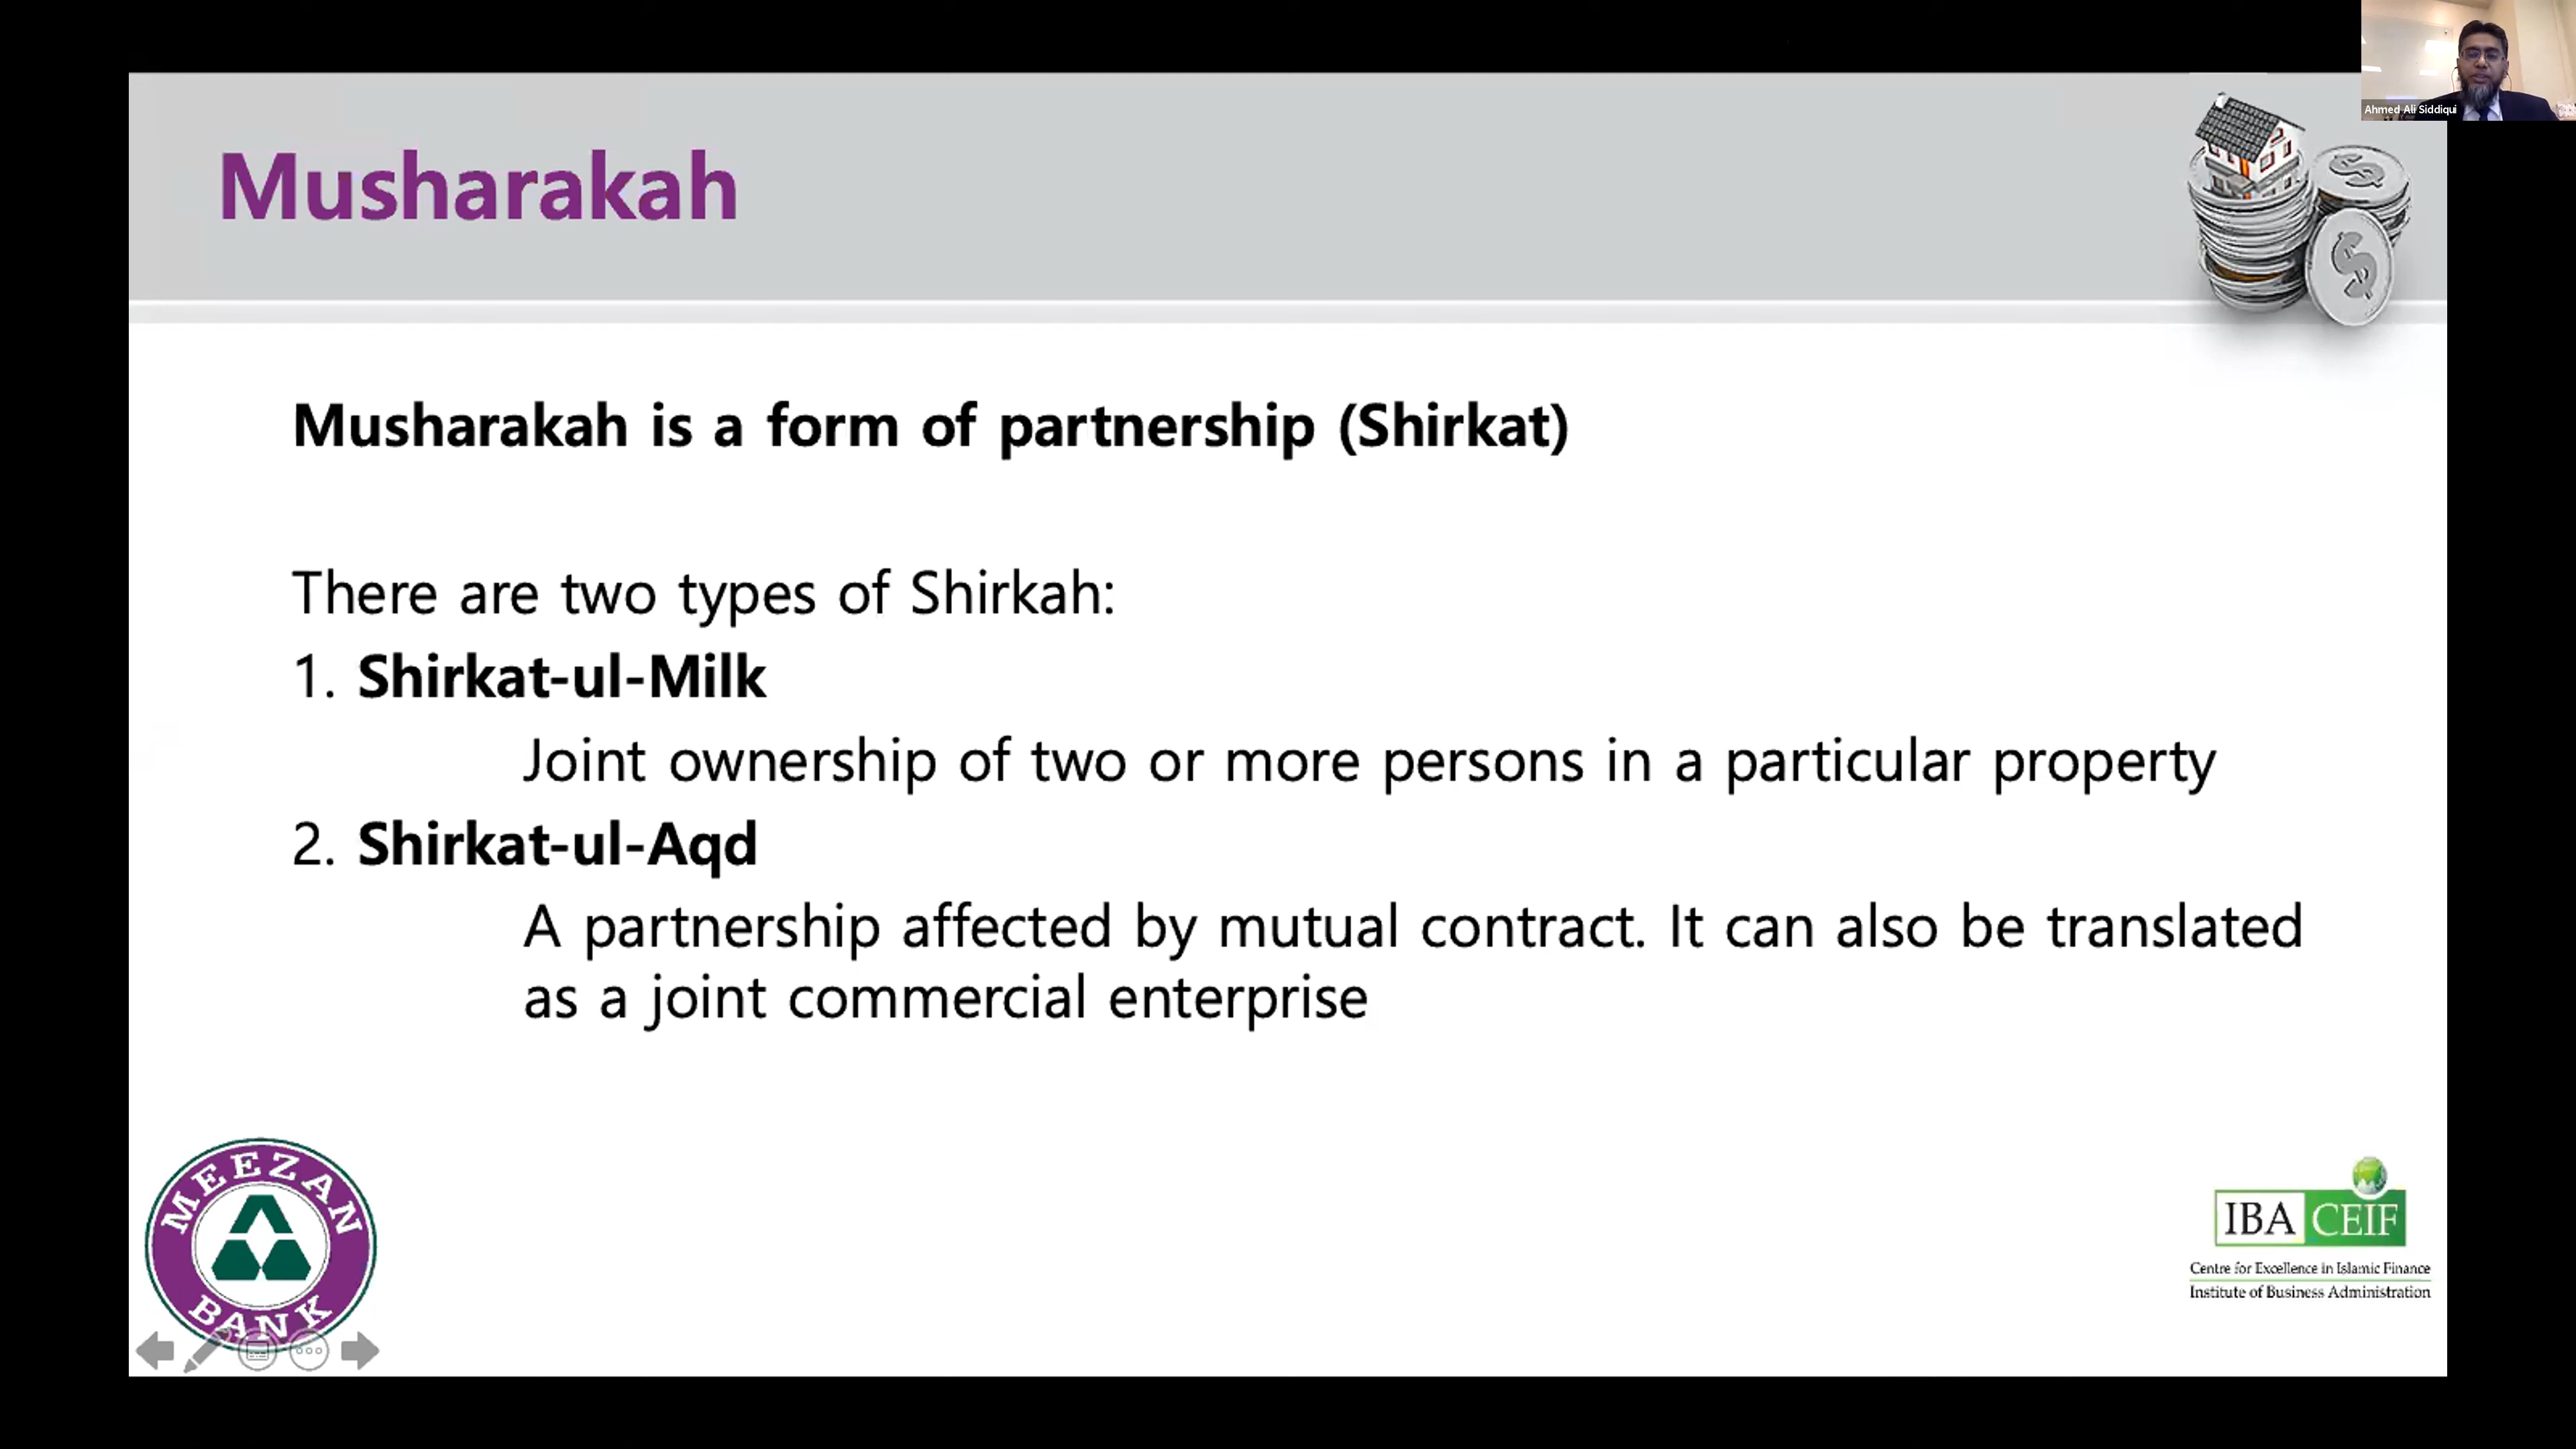 Ahmed Ali Siddiqui
Musharakah
Musharakah is a form of partnership (Shirkat)
There are two types of Shirkah:
1. Shirkat-ul-Milk
Joint ownership of two or more persons in a particular property
2. Shirkat-ul-Aqd
A partnership affected by mutual contract. It can also be translated
as a joint commercial enterprise
MEEZAN
BANK
IBA CEIF
Centre for Excellence in Islamic Finance
Institute of Business Administration